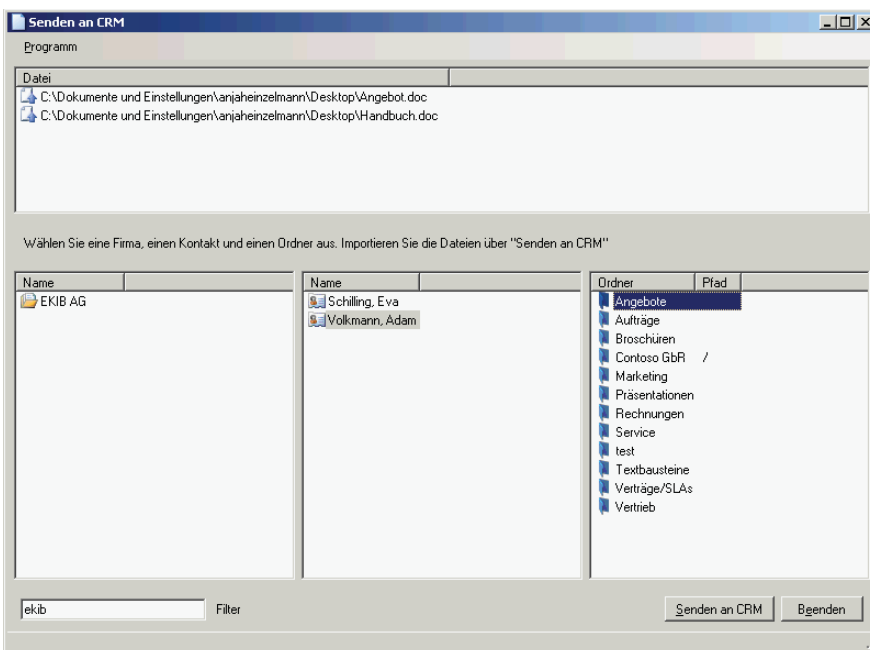 Senden an CRM
Programm
Datei
C:\Dokumente und Einstellungen\anjaheinzelmann\Desktop\Angebot.doc
C:\Dokumente und Einstellungen\anjaheinzelmann\Desktop\Handbuch.doc
Wählen Sie eine Firma, einen Kontakt und einen Ordner aus. Importieren Sie die Dateien über "Senden an CRM"
Name
EKIB AG
Name
Schilling, Eva
Volkmann, Adam
Ordner Pfad
Angebote
Aufträge
Broschüren
Contoso GbR /
Marketing
Präsentationen
Rechnungen
Service
test
Textbausteine
Verträge/SLAs
Vertrieb
ekib Filter Senden an CRM Beenden